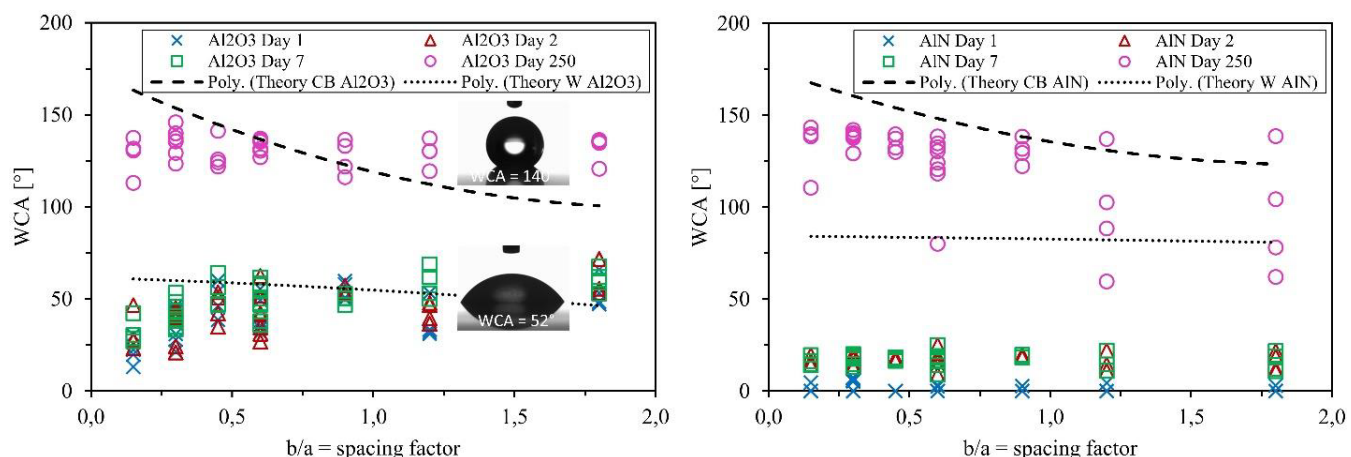 200
150
100
50
0
WCA [°]
Al2O3 Day 1
Al2O3 Day 2
Al2O3 Day 7
Al2O3 Day 250
Poly. (Theory CB Al2O3)
Poly. (Theory W Al2O3)
WCA = 140°
WCA = 52°
0,0 0,5 1,0 1,5 2,0
b/a = spacing factor
200
150
100
50
0
WCA [°]
AlN Day 1
AlN Day 2
AlN Day 7
AlN Day 250
Poly. (Theory CB AlN)
Poly. (Theory W AlN)
0,0 0,5 1,0 1,5 2,0
b/a = spacing factor